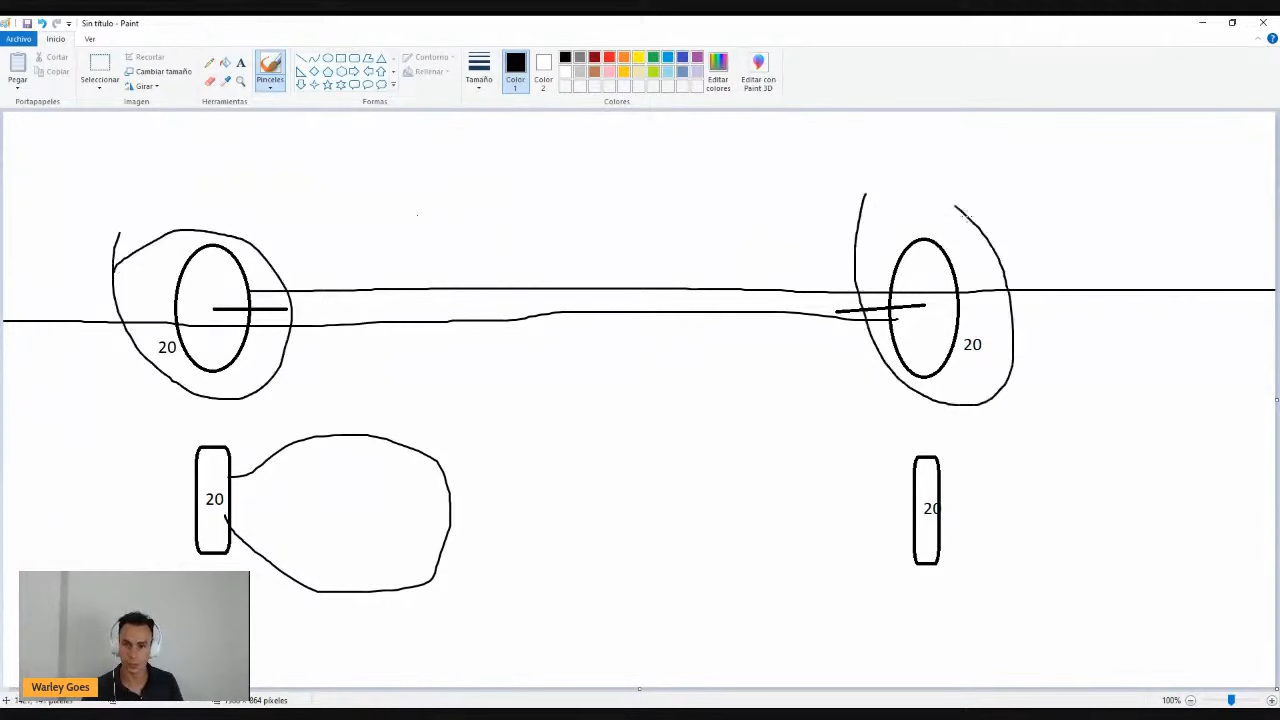 Sin título - Paint
Archivo
Inicio
Ver
Pegar
Cortar
Copiar
Portapapeles
Seleccionar
Recortar
Cambiar tamaño
Girar
Imagen
A
Herramientas
Pinceles
Contorno
Rellenar
Formas
Tamaño
Color 1
Color 2
Editar colores
Editar con Paint 3D
Colores
20
20
20
20
Warley Goes
100%